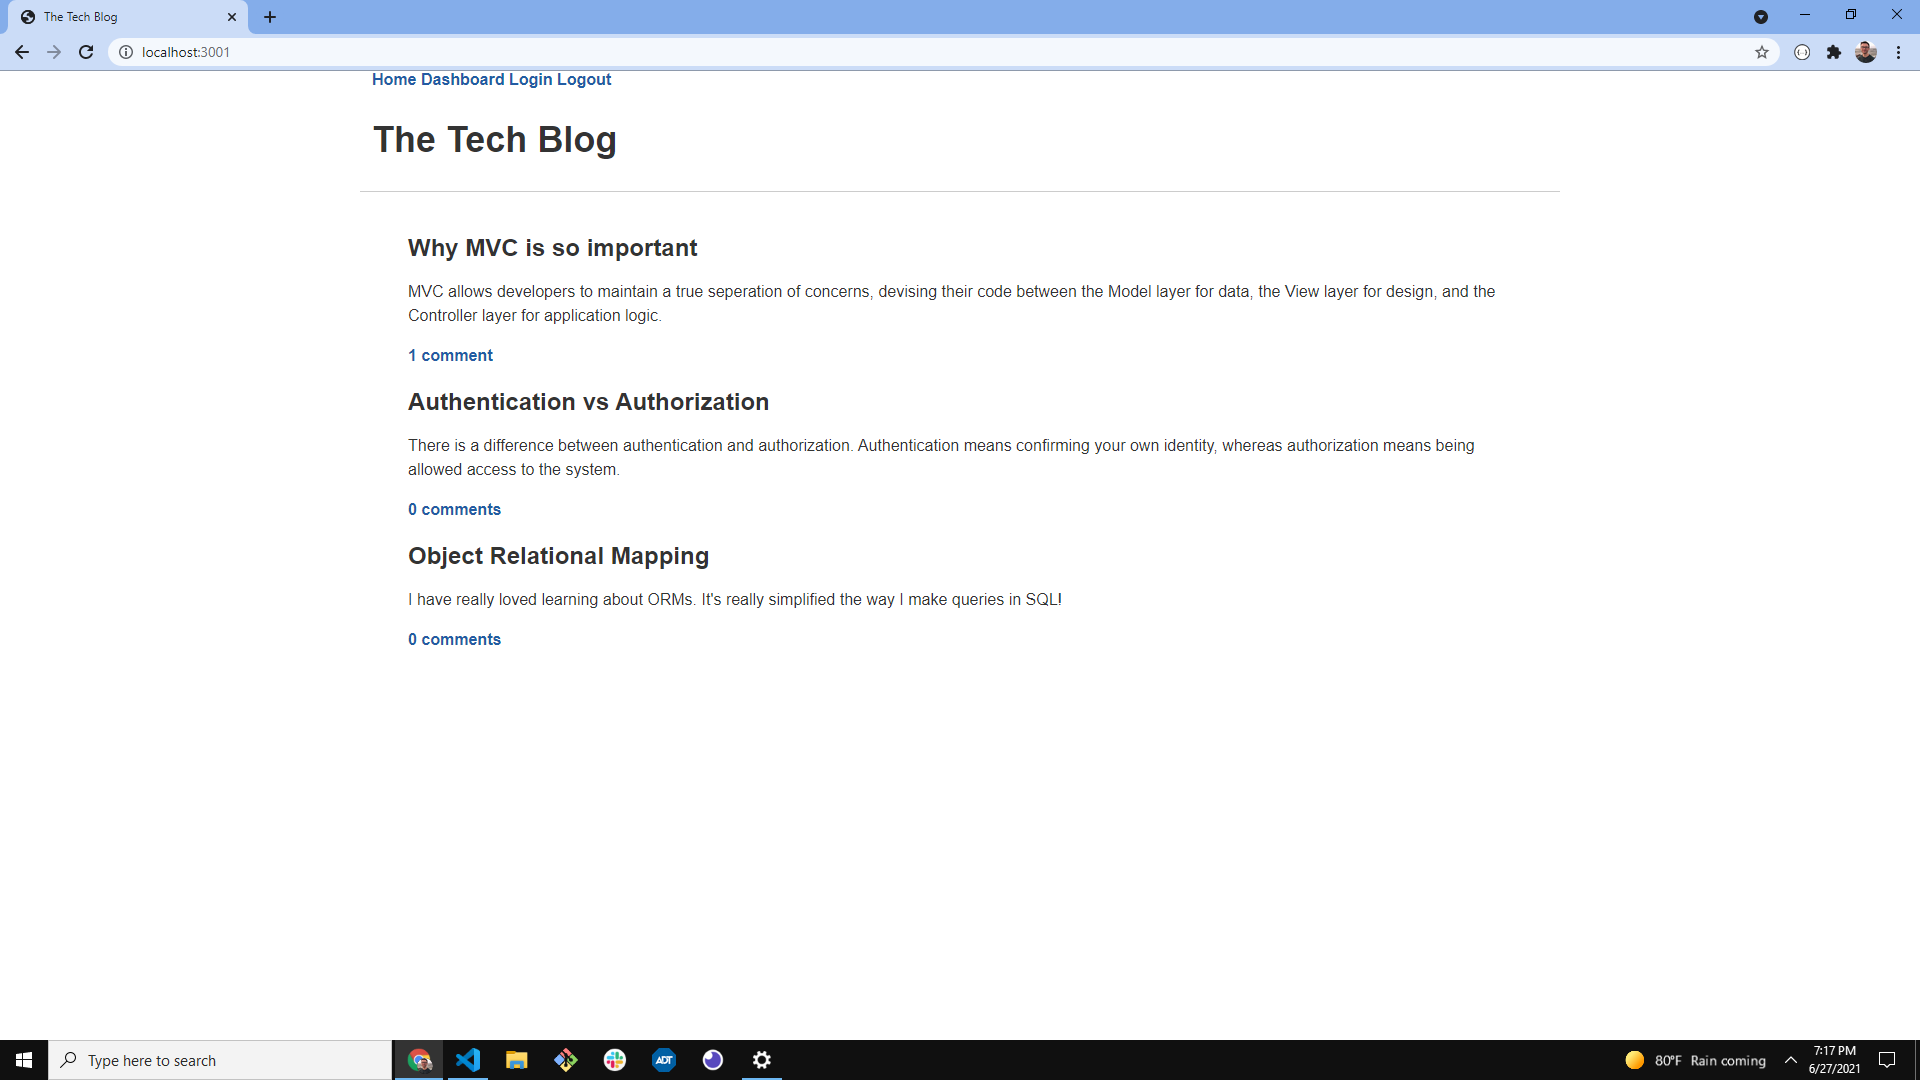 The Tech Blog
localhost:3001
Home Dashboard Login Logout
The Tech Blog
Why MVC is so important
MVC allows developers to maintain a true seperation of concerns, devising their code between the Model layer for data, the View layer for design, and the
Controller layer for application logic.
1 comment
Authentication vs Authorization
There is a difference between authentication and authorization. Authentication means confirming your own identity, whereas authorization means being
allowed access to the system.
0 comments
Object Relational Mapping
I have really loved learning about ORMs. It's really simplified the way I make queries in SQL!
0 comments
Type here to search
ADT
80°F Rain coming
7:17 PM
6/27/2021